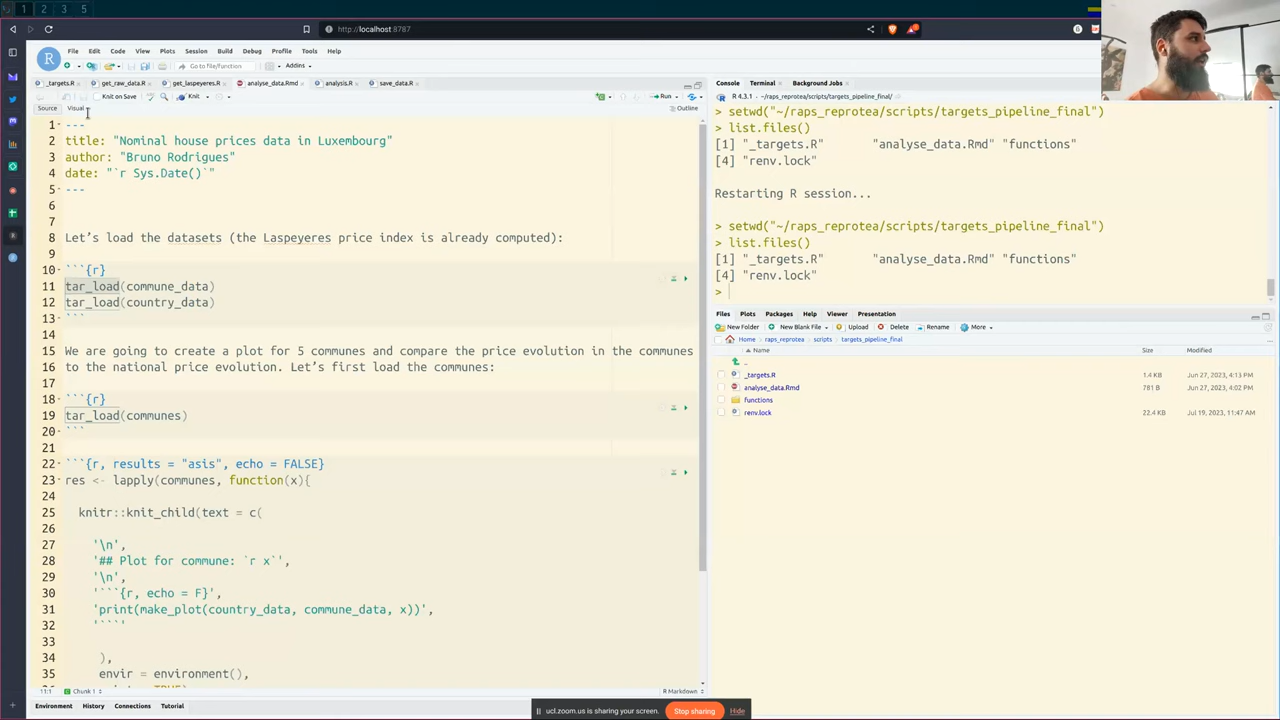 1 2 3 5
http://localhost:8787
File Edit Code View Plots Session Build Debug Profile Tools Help
Go to file/function Addins
_targets.R get_raw_data.R get_laspeyeres.R analyse_data.Rmd analysis.R save_data.R
Knit on Save Knit Run
Source Visual Outline
1 ---
2 title: "Nominal house prices data in Luxembourg"
3 author: "Bruno Rodrigues"
4 date: "`r Sys.Date()`"
5 ---
6
7
8 Let's load the datasets (the Laspeyeres price index is already computed):
9
10 ```{r}
11 tar_load(commune_data)
12 tar_load(country_data)
13 ```
14
15 We are going to create a plot for 5 communes and compare the price evolution in the communes
16 to the national price evolution. Let's first load the communes:
17
18 ```{r}
19 tar_load(communes)
20 ```
21
22 ```{r, results = "asis", echo = FALSE}
23 res <- lapply(communes, function(x){
24
25 knitr::knit_child(text = c(
26
27 '\n',
28 '## Plot for commune: `r x`',
29 '\n',
30 '```{r, echo = F}',
31 'print(make_plot(country_data, commune_data, x))',
32 '```'
33
34 ),
35 envir = environment(),
11:1 Chunk 1 R Markdown
Environment History Connections Tutorial
Console Terminal Background Jobs
R 4.3.1 · ~/raps_reprotea/scripts/targets_pipeline_final/
> setwd("~/raps_reprotea/scripts/targets_pipeline_final")
> list.files()
[1] "_targets.R" "analyse_data.Rmd" "functions"
[4] "renv.lock"
Restarting R session...
> setwd("~/raps_reprotea/scripts/targets_pipeline_final")
> list.files()
[1] "_targets.R" "analyse_data.Rmd" "functions"
[4] "renv.lock"
>
Files Plots Packages Help Viewer Presentation
New Folder New Blank File Upload Delete Rename More
Home raps_reprotea scripts targets_pipeline_final
Name Size Modified
..
_targets.R 1.4 KB Jun 27, 2023, 4:13 PM
analyse_data.Rmd 781 B Jun 27, 2023, 4:02 PM
functions
renv.lock 22.4 KB Jul 19, 2023, 11:47 AM
ucl.zoom.us is sharing your screen. Stop sharing Hide